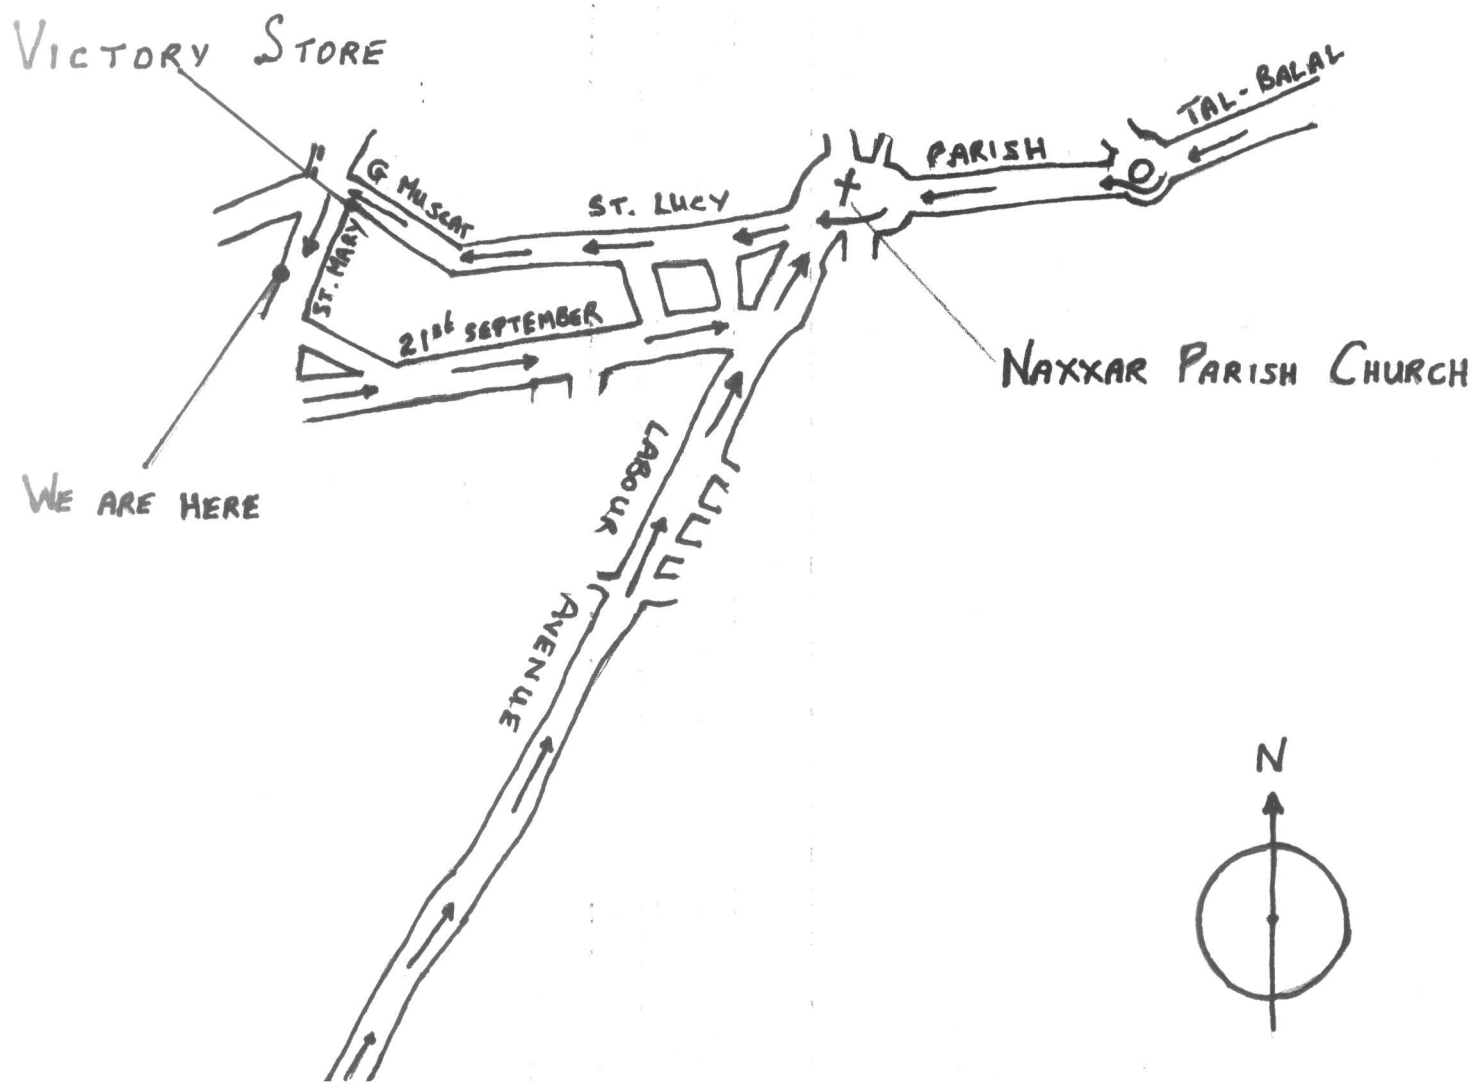 VICTORY STORE
TAL-BALAL
PARISH
G MUSCAT
ST. LUCY
ST. MARY
21st SEPTEMBER
NAXXAR PARISH CHURCH
LABOUR
WE ARE HERE
AVENUE
N